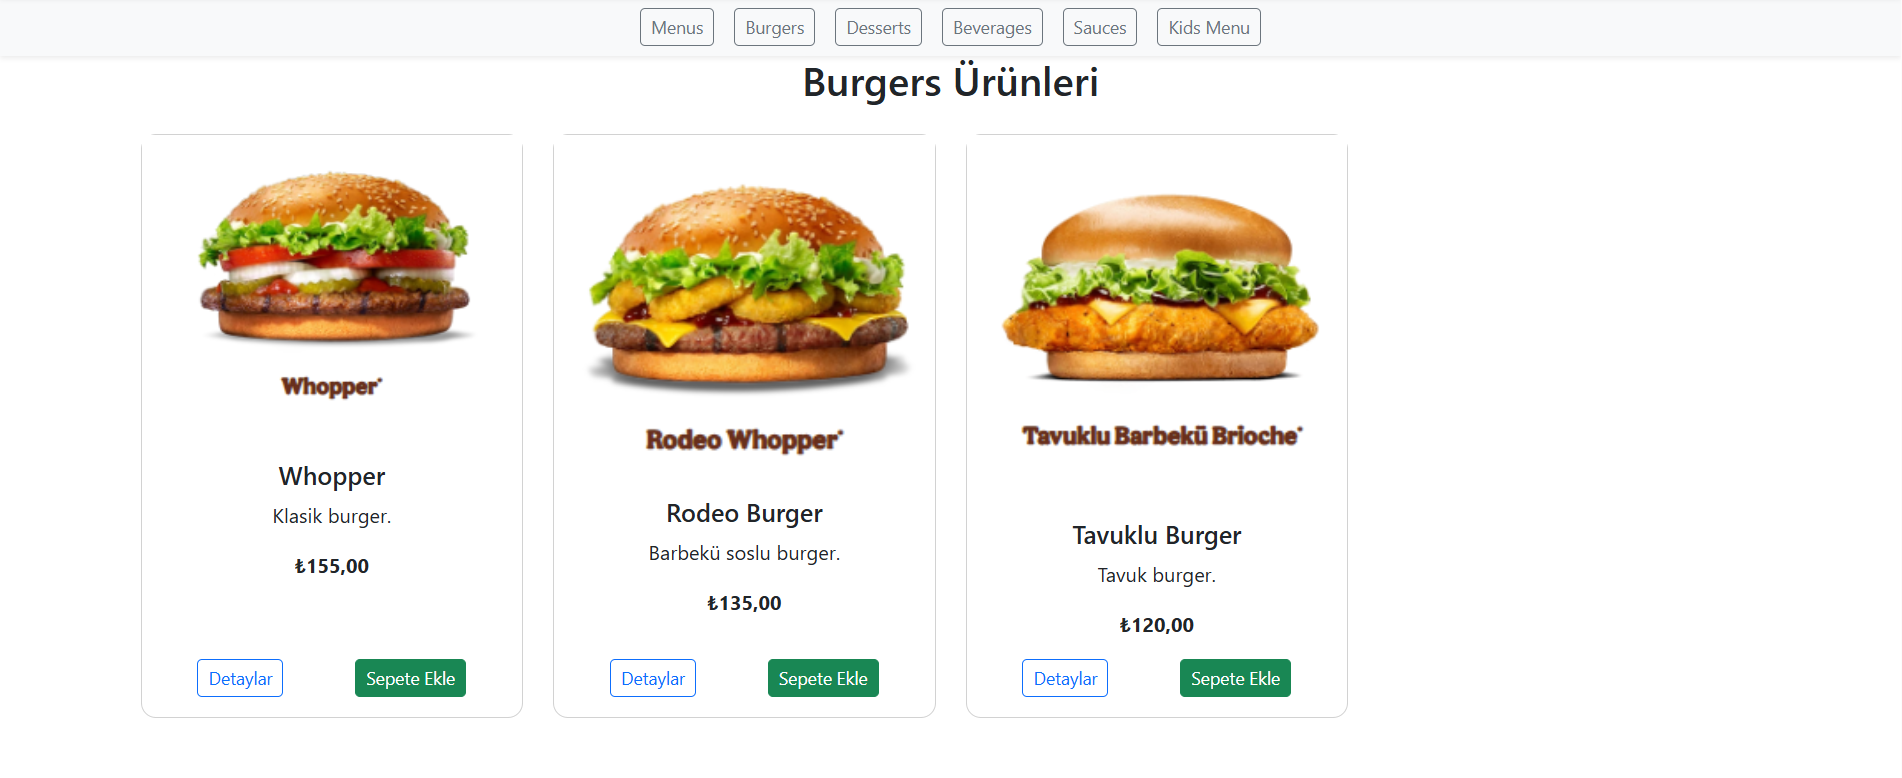 Menus Burgers Desserts Beverages Sauces Kids Menu
Burgers Ürünleri
Whopper*
Whopper
Klasik burger.
₺155,00
Detaylar Sepete Ekle
Rodeo Whopper*
Rodeo Burger
Barbekü soslu burger.
₺135,00
Detaylar Sepete Ekle
Tavuklu Barbekü Brioche*
Tavuklu Burger
Tavuk burger.
₺120,00
Detaylar Sepete Ekle